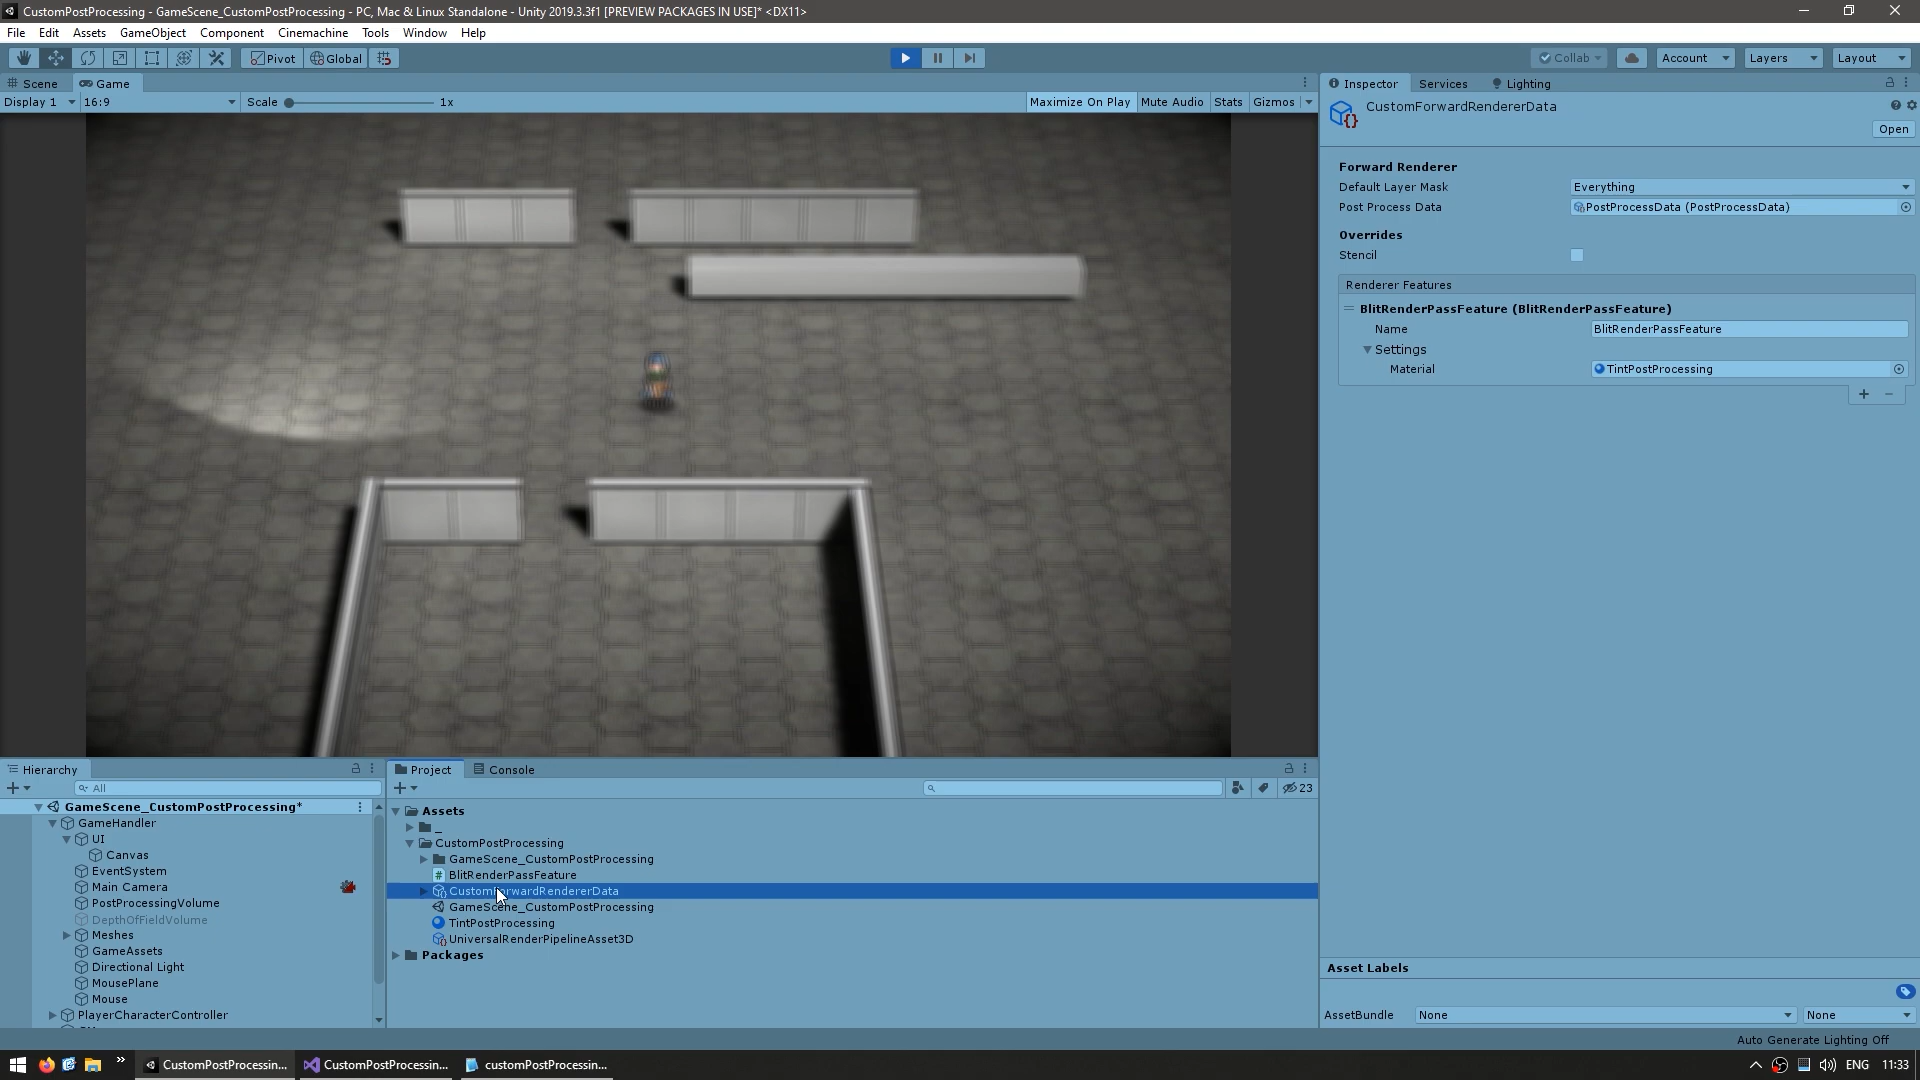 CustomPostProcessing - GameScene_CustomPostProcessing - PC, Mac & Linux Standalone - Unity 2019.3.3f1 [PREVIEW PACKAGES IN USE]* <DX11>
File Edit Assets GameObject Component Cinemachine Tools Window Help
Pivot Global Collab Account Layers Layout
Scene Game
Display 1 16:9 Scale 1x Maximize On Play Mute Audio Stats Gizmos
Inspector Services Lighting
CustomForwardRendererData
Open
Forward Renderer
Default Layer Mask Everything
Post Process Data PostProcessData (PostProcessData)
Overrides
Stencil
Renderer Features
BlitRenderPassFeature (BlitRenderPassFeature)
Name BlitRenderPassFeature
Settings
Material TintPostProcessing
Asset Labels
AssetBundle None None
Auto Generate Lighting Off
Hierarchy
All
GameScene_CustomPostProcessing*
GameHandler
UI
Canvas
EventSystem
Main Camera
PostProcessingVolume
DepthOfFieldVolume
Meshes
GameAssets
Directional Light
MousePlane
Mouse
PlayerCharacterController
Project Console
23
Assets
_
CustomPostProcessing
GameScene_CustomPostProcessing
BlitRenderPassFeature
CustomForwardRendererData
GameScene_CustomPostProcessing
TintPostProcessing
UniversalRenderPipelineAsset3D
Packages
CustomPostProcessin... CustomPostProcessin... customPostProcessin... ENG 11:33